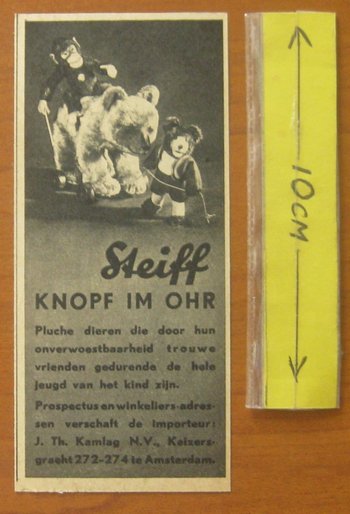 Steiff
KNOPF IM OHR
Pluche dieren die door hun
onverwoestbaarheid trouwe
vrienden gedurende de hele
jeugd van het kind zijn.
Prospectus en winkeliers-adres-
sen verschaft de importeur:
J. Th. Kamlag N.V., Keizers-
gracht 272-274 te Amsterdam.
10CM